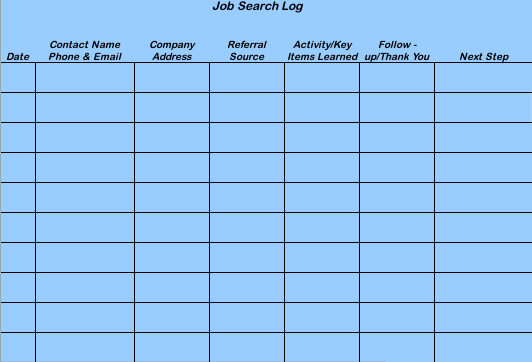 Job Search Log
Contact Name Company Referral Activity/Key Follow -
Date Phone & Email Address Source Items Learned up/Thank You Next Step